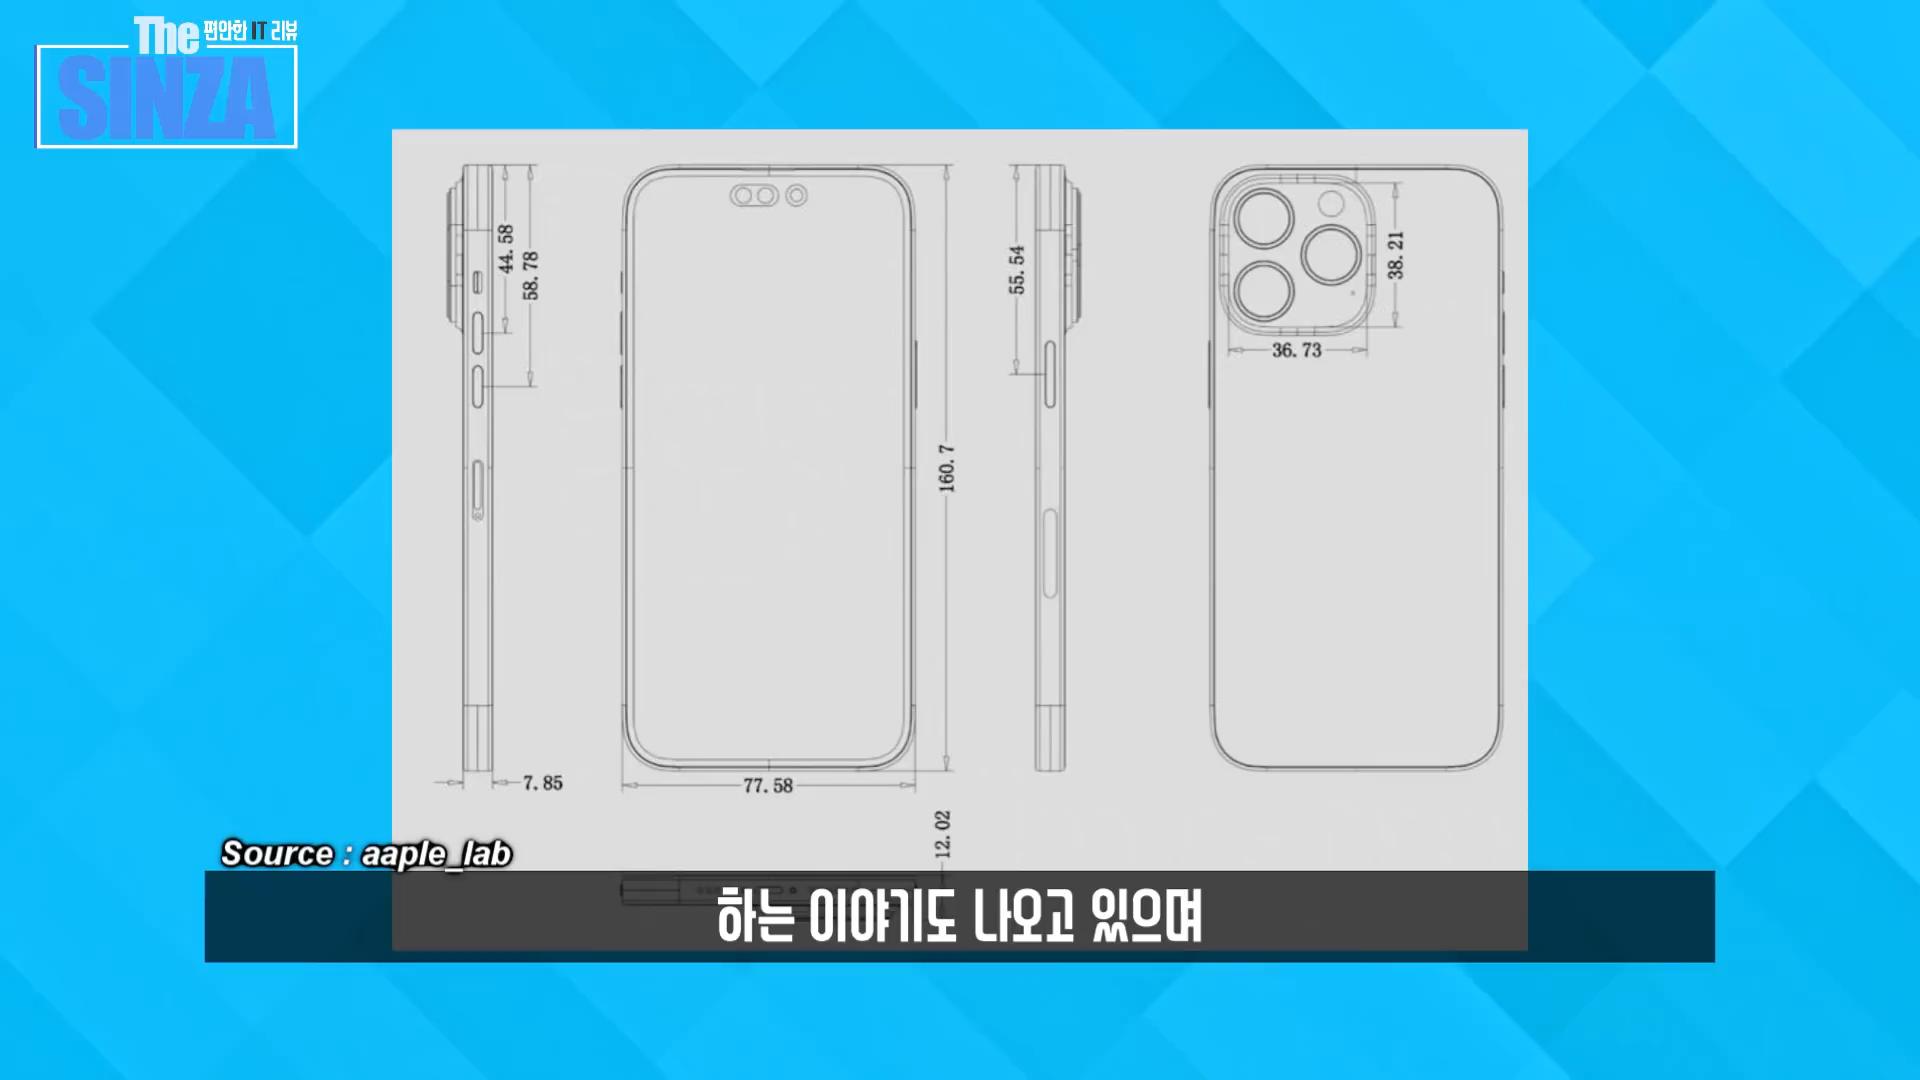 The 편안한 IT 리뷰
SINZA
44.58
58.78
160.7
55.54
38.21
36.73
7.85
77.58
12.02
Source : aaple_lab
하는 이야기도 나오고 있으며